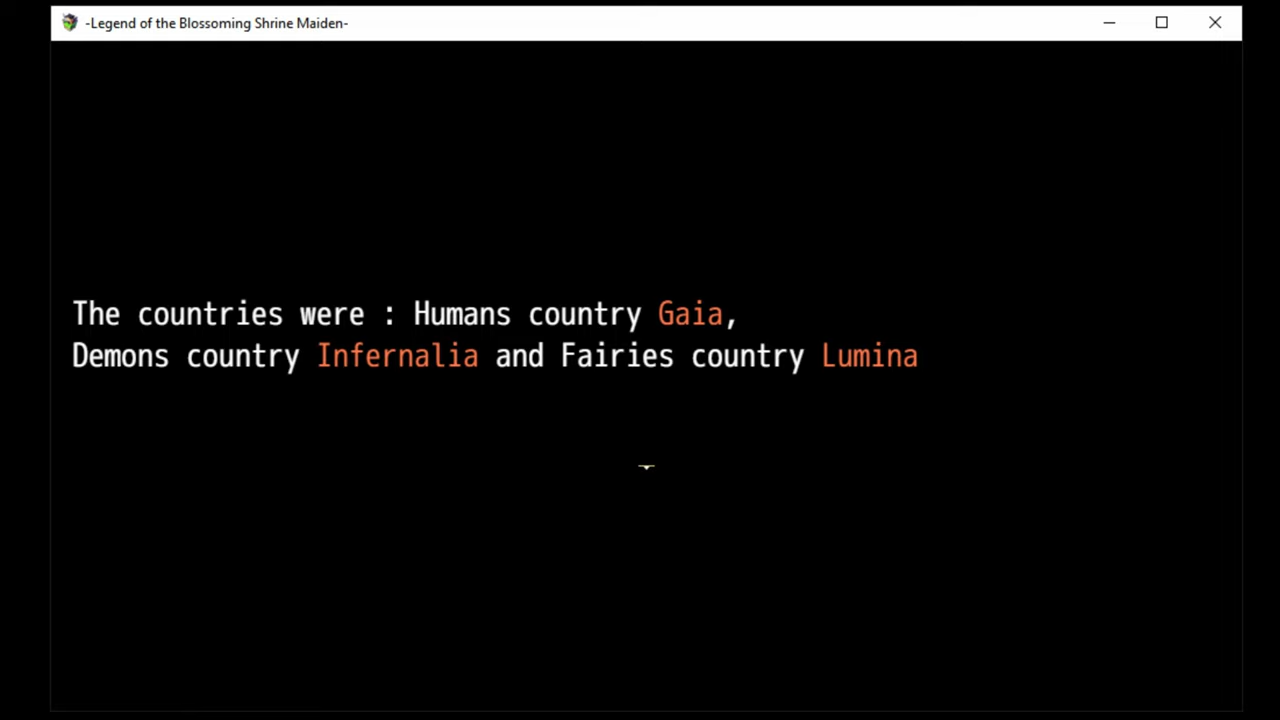 -Legend of the Blossoming Shrine Maiden-
The countries were : Humans country Gaia,
Demons country Infernalia and Fairies country Lumina